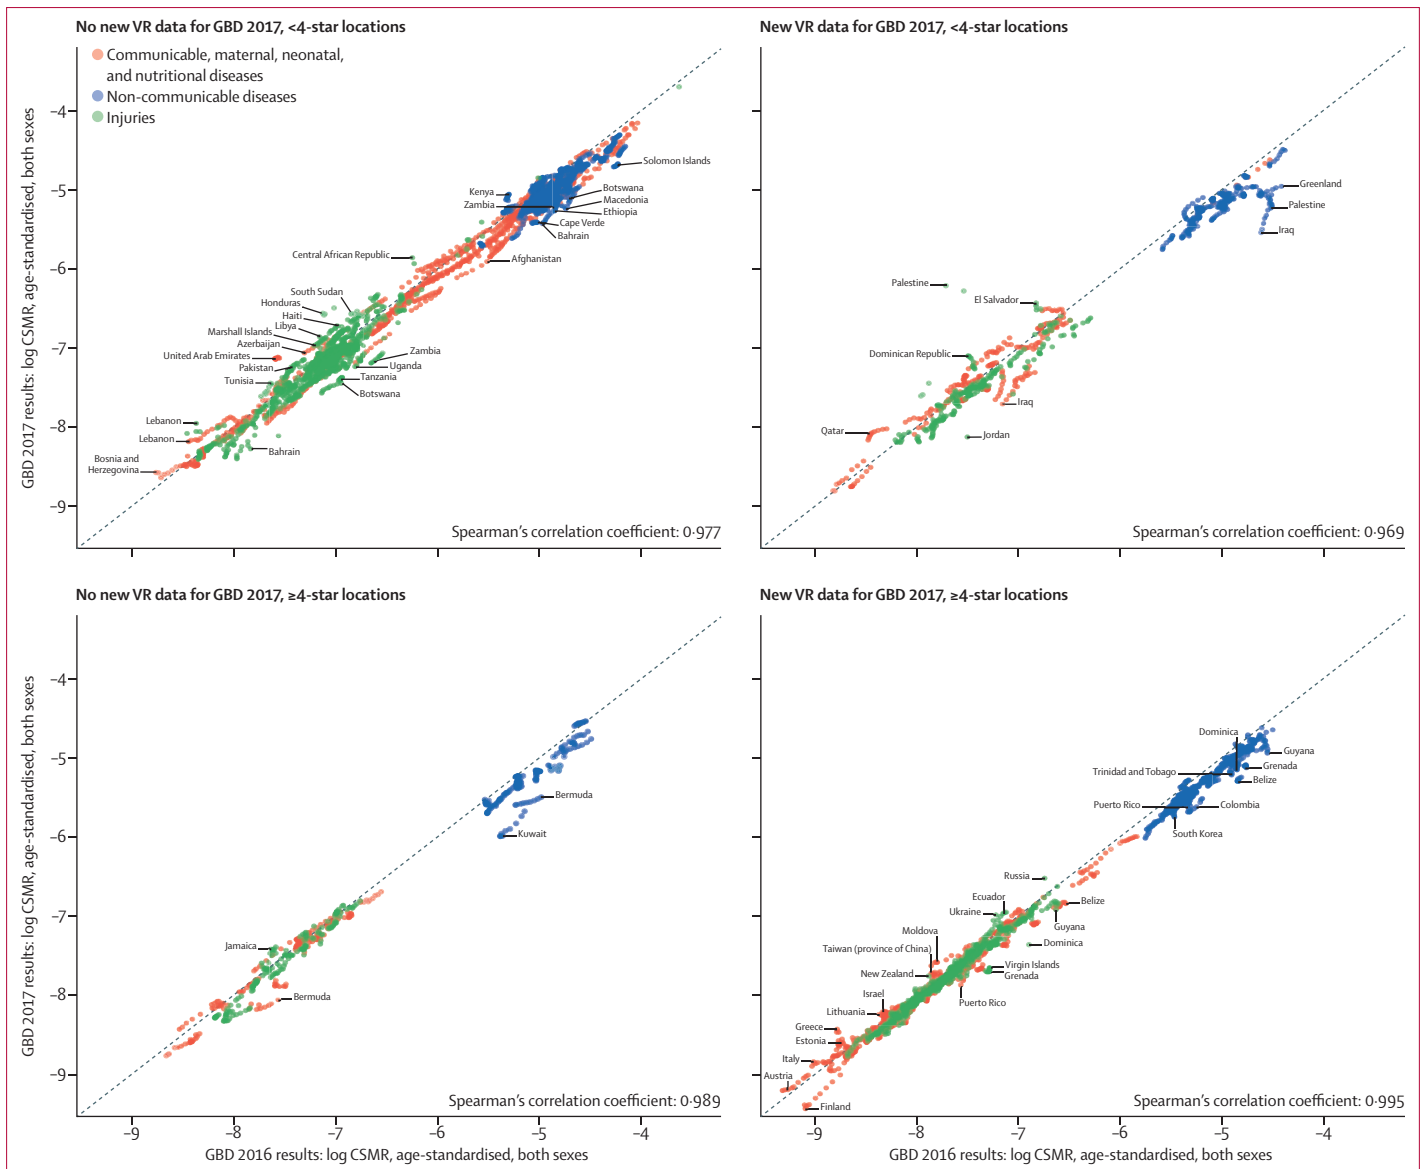 No new VR data for GBD 2017, <4-star locations
Communicable, maternal, neonatal,
and nutritional diseases
Non-communicable diseases
Injuries
GBD 2017 results: log CSMR, age-standardised, both sexes
−4
−5
−6
−7
−8
−9
Solomon Islands
Kenya
Zambia
Botswana
Macedonia
Ethiopia
Cape Verde
Bahrain
Central African Republic
Afghanistan
South Sudan
Honduras
Haiti
Libya
Marshall Islands
Azerbaijan
United Arab Emirates
Pakistan
Tunisia
Zambia
Uganda
Tanzania
Botswana
Lebanon
Lebanon
Bosnia and
Herzegovina
Bahrain
Spearman's correlation coefficient: 0·977
New VR data for GBD 2017, <4-star locations
Greenland
Palestine
Iraq
Palestine
El Salvador
Dominican Republic
Iraq
Qatar
Jordan
Spearman's correlation coefficient: 0·969
No new VR data for GBD 2017, ≥4-star locations
GBD 2017 results: log CSMR, age-standardised, both sexes
−4
−5
−6
−7
−8
−9
Bermuda
Kuwait
Jamaica
Bermuda
Spearman's correlation coefficient: 0·989
−9 −8 −7 −6 −5 −4
GBD 2016 results: log CSMR, age-standardised, both sexes
New VR data for GBD 2017, ≥4-star locations
Dominica
Guyana
Grenada
Trinidad and Tobago
Belize
Puerto Rico
Colombia
South Korea
Russia
Ecuador
Belize
Ukraine
Guyana
Moldova
Dominica
Taiwan (province of China)
Virgin Islands
New Zealand
Grenada
Israel
Puerto Rico
Lithuania
Greece
Estonia
Italy
Austria
Finland
Spearman's correlation coefficient: 0·995
−9 −8 −7 −6 −5 −4
GBD 2016 results: log CSMR, age-standardised, both sexes